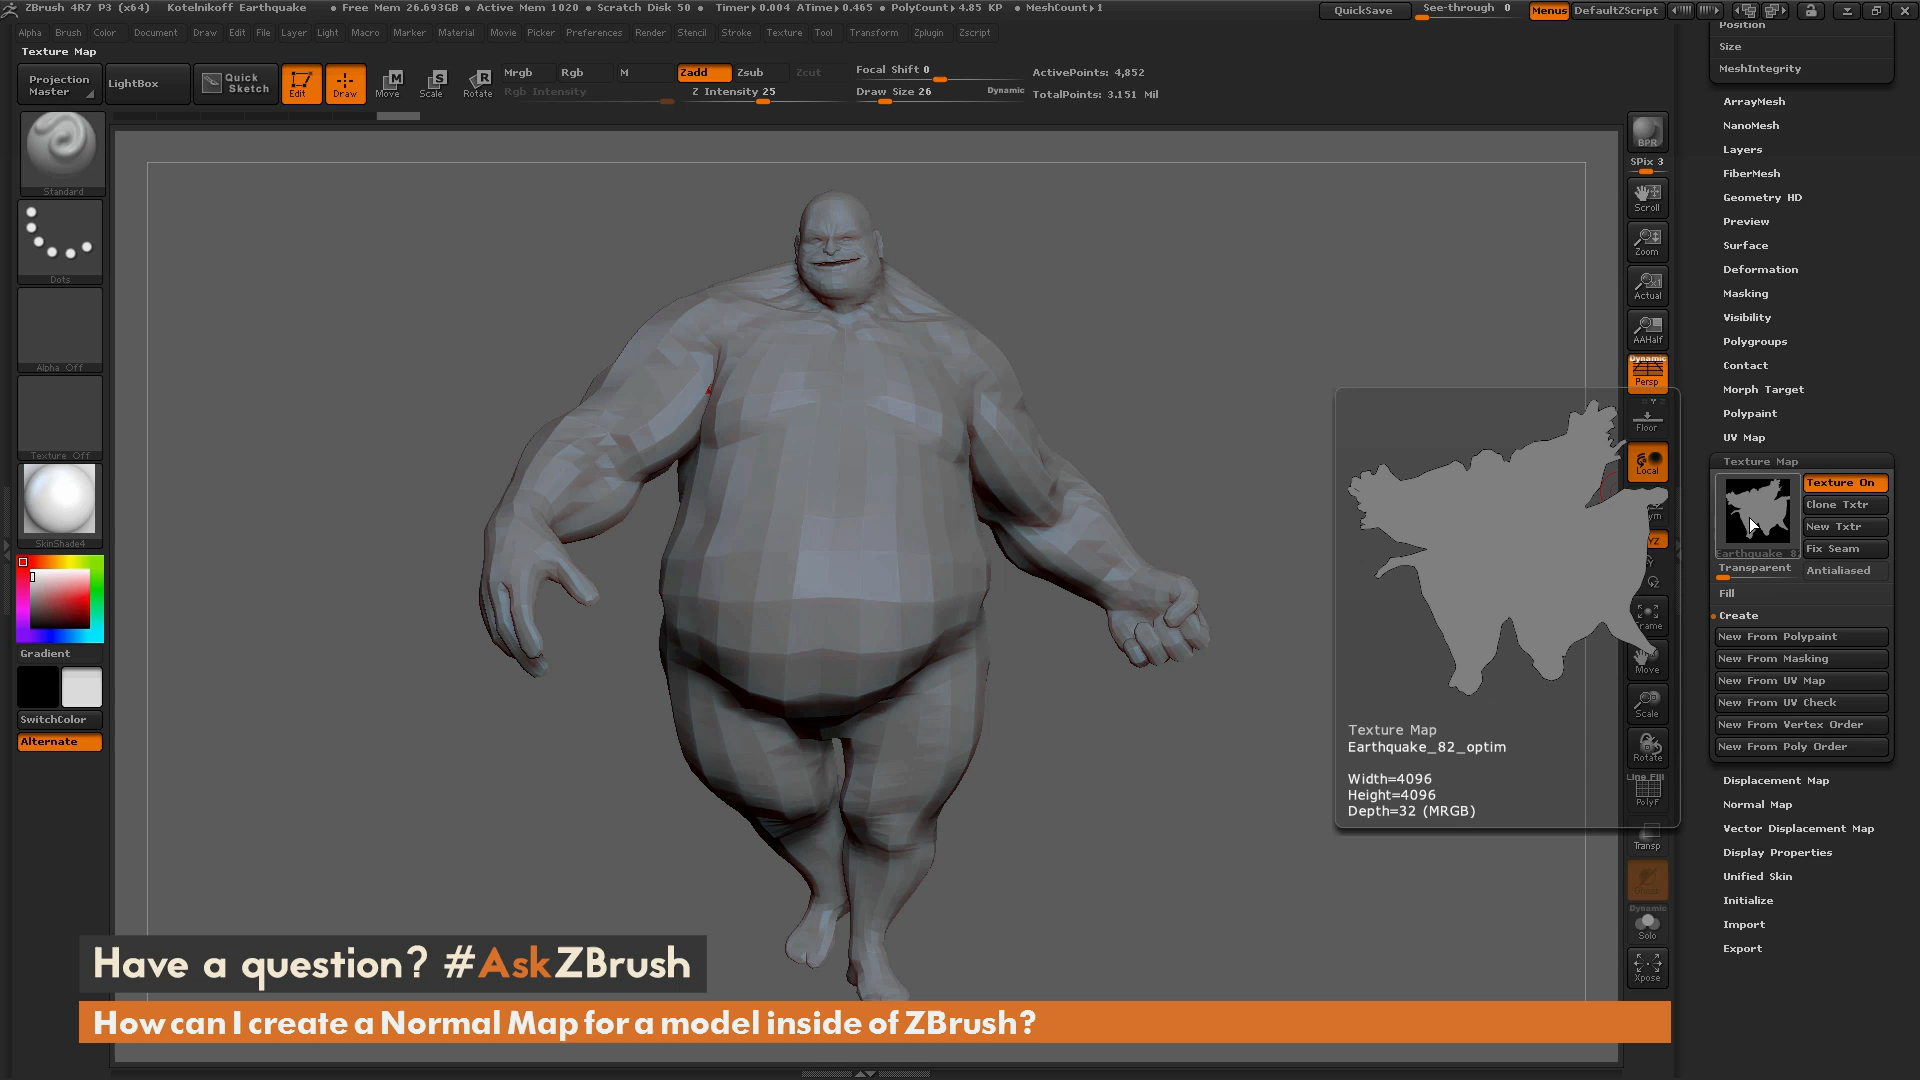 ZBrush 4R7 P3 (x64) Kotelnikoff Earthquake • Free Mem 26.693GB • Active Mem 1020 • Scratch Disk 50 • Timer▸0.004 ATime▸0.465 • PolyCount▸4.85 KP • MeshCount▸1 QuickSave See-through 0 Menus DefaultZScript
Alpha Brush Color Document Draw Edit File Layer Light Macro Marker Material Movie Picker Preferences Render Stencil Stroke Texture Tool Transform Zplugin Zscript
Texture Map
Projection Master
LightBox
Quick Sketch
Edit
Draw
Move
Scale
Rotate
Mrgb Rgb M
Rgb Intensity
Zadd Zsub Zcut
Z Intensity 25
Focal Shift 0
Draw Size 26
Dynamic
ActivePoints: 4,852
TotalPoints: 3.151 Mil
Standard
Dots
Alpha Off
Texture Off
SkinShade4
Gradient
SwitchColor
Alternate
BPR
SPix 3
Scroll
Zoom
Actual
AAHalf
Dynamic
Persp
Floor
Local
Frame
Move
Scale
Rotate
Line Fill
PolyF
Transp
Ghost
Dynamic
Solo
Xpose
Texture Map
Earthquake_82_optim
Width=4096
Height=4096
Depth=32 (MRGB)
Position
Size
MeshIntegrity
ArrayMesh
NanoMesh
Layers
FiberMesh
Geometry HD
Preview
Surface
Deformation
Masking
Visibility
Polygroups
Contact
Morph Target
Polypaint
UV Map
Texture Map
Texture On
Clone Txtr
New Txtr
Fix Seam
Earthquake_82
Transparent
Antialiased
Fill
Create
New From Polypaint
New From Masking
New From UV Map
New From UV Check
New From Vertex Order
New From Poly Order
Displacement Map
Normal Map
Vector Displacement Map
Display Properties
Unified Skin
Initialize
Import
Export
Have a question? #AskZBrush
How can I create a Normal Map for a model inside of ZBrush?